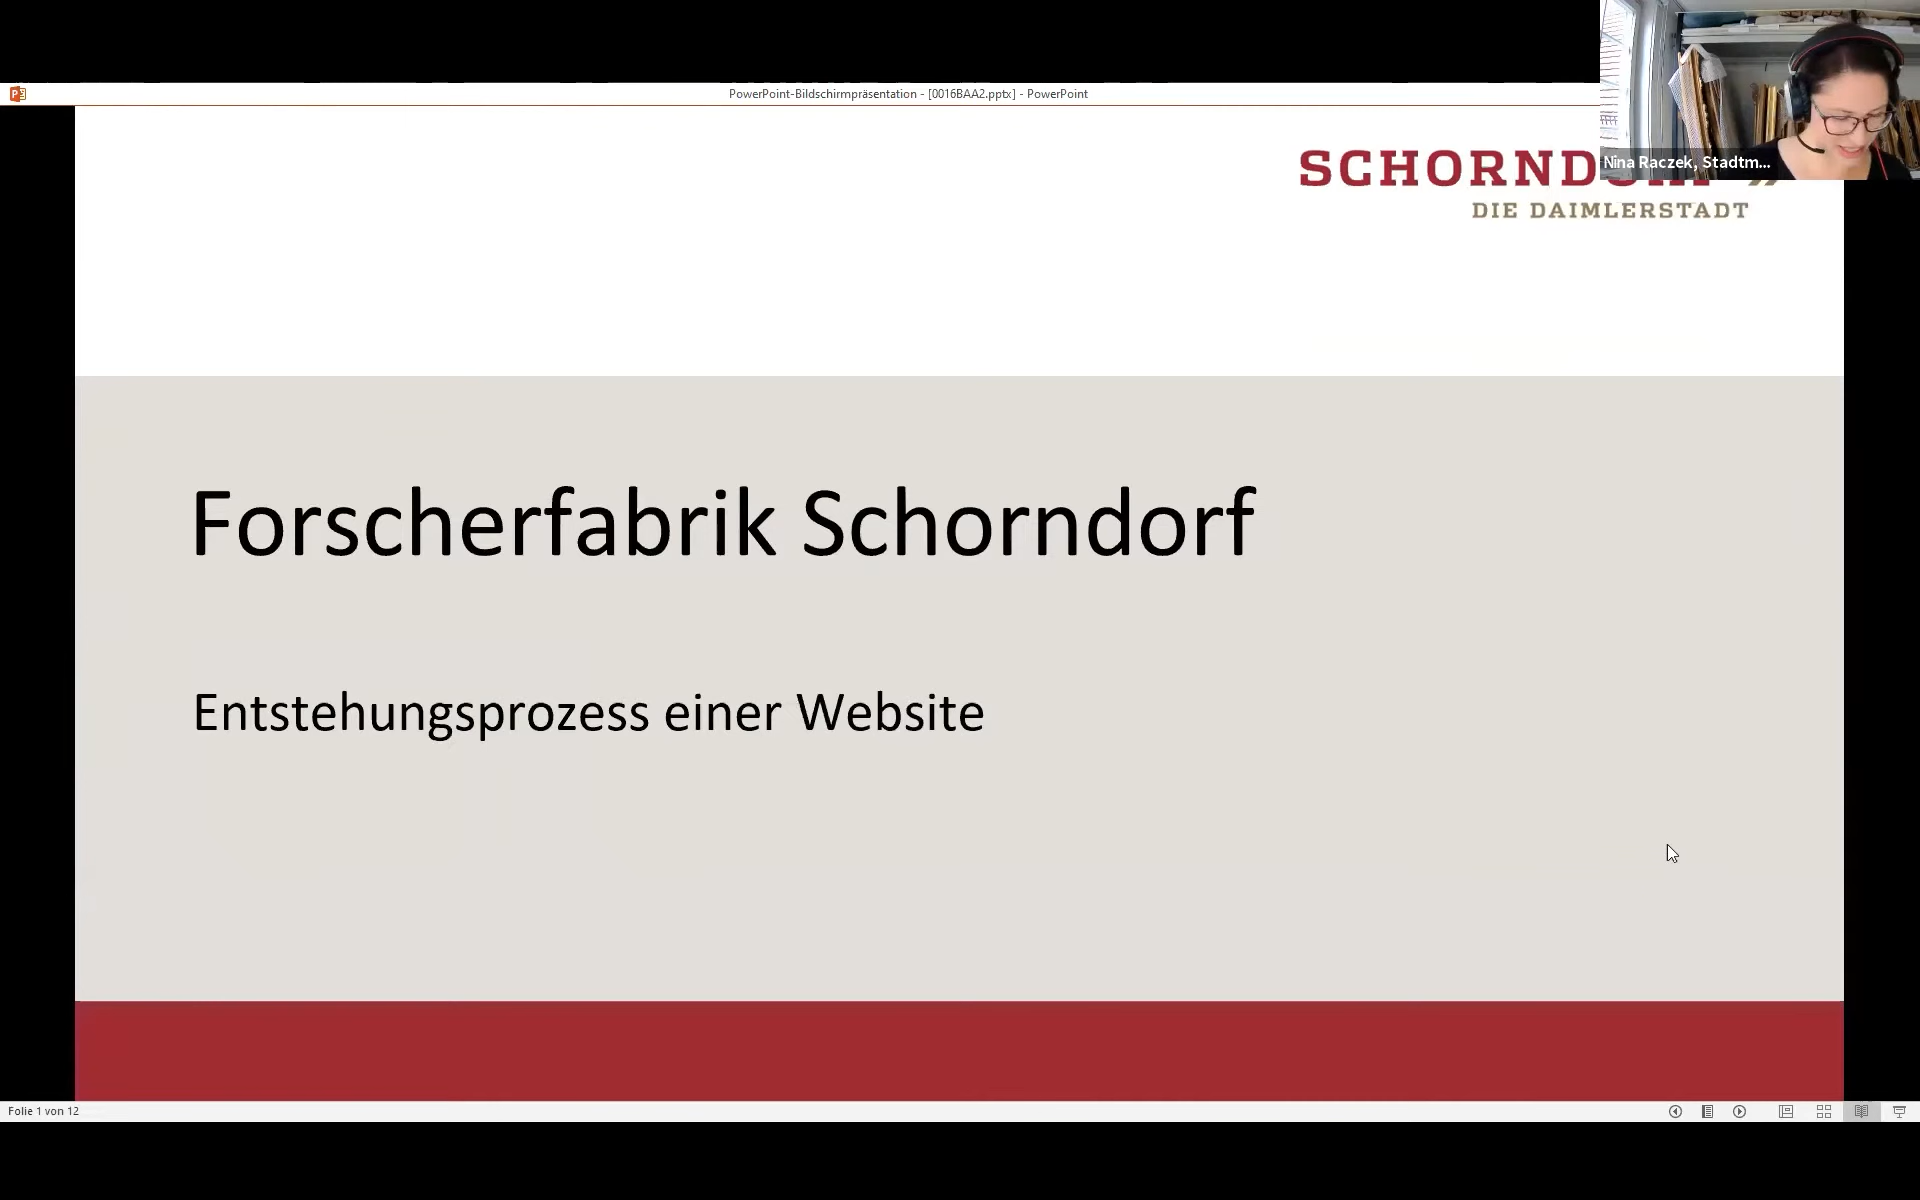 PowerPoint-Bildschirmpräsentation - [0016BAA2.pptx] - PowerPoint
Nina Raczek, Stadtm...
DIE DAIMLERSTADT
Forscherfabrik Schorndorf
Entstehungsprozess einer Website
Folie 1 von 12